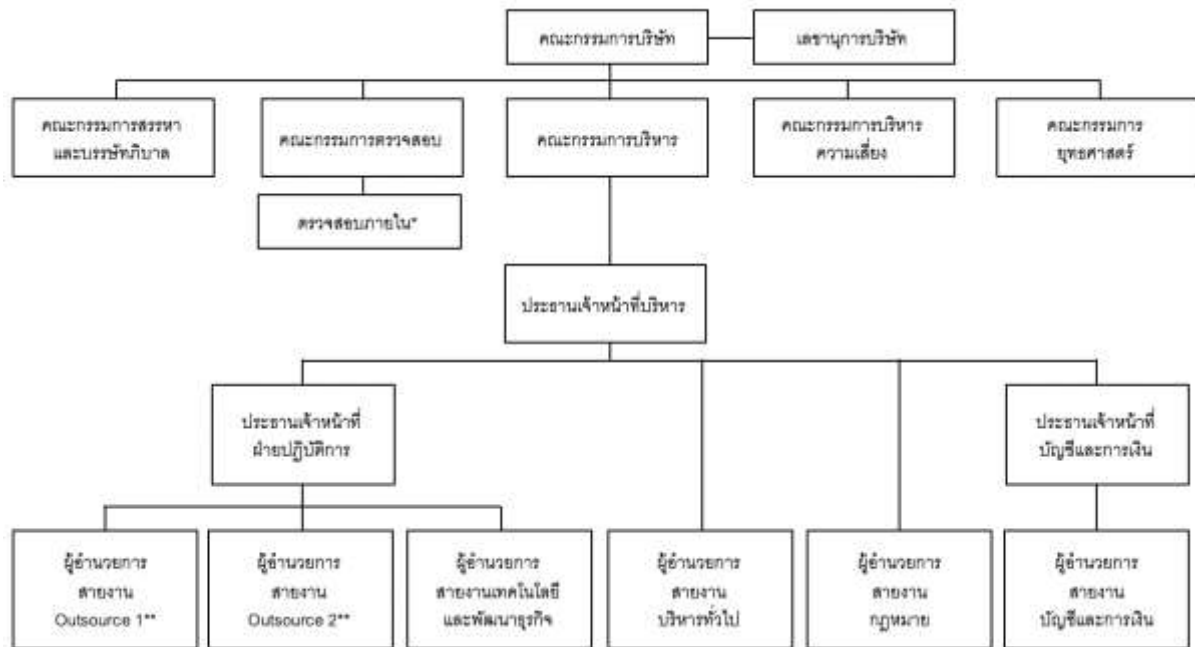 คณะกรรมการบริษัท
เลขานุการบริษัท
คณะกรรมการสรรหา
และบรรษัทภิบาล
คณะกรรมการตรวจสอบ
คณะกรรมการบริหาร
คณะกรรมการบริหาร
ความเสี่ยง
คณะกรรมการ
ยุทธศาสตร์
ตรวจสอบภายใน*
ประธานเจ้าหน้าที่บริหาร
ประธานเจ้าหน้าที่
ฝ่ายปฏิบัติการ
ประธานเจ้าหน้าที่
บัญชีและการเงิน
ผู้อำนวยการ
สายงาน
Outsource 1**
ผู้อำนวยการ
สายงาน
Outsource 2**
ผู้อำนวยการ
สายงานเทคโนโลยี
และพัฒนาธุรกิจ
ผู้อำนวยการ
สายงาน
บริหารทั่วไป
ผู้อำนวยการ
สายงาน
กฎหมาย
ผู้อำนวยการ
สายงาน
บัญชีและการเงิน